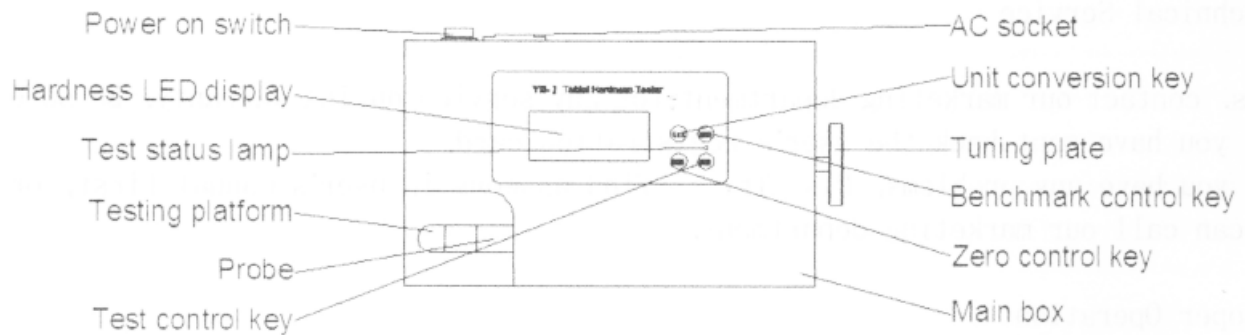 Power on switch
AC socket
Hardness LED display
Unit conversion key
Tablet Hardness Tester
Test status lamp
Tuning plate
Testing platform
Benchmark control key
Probe
Zero control key
Test control key
Main box